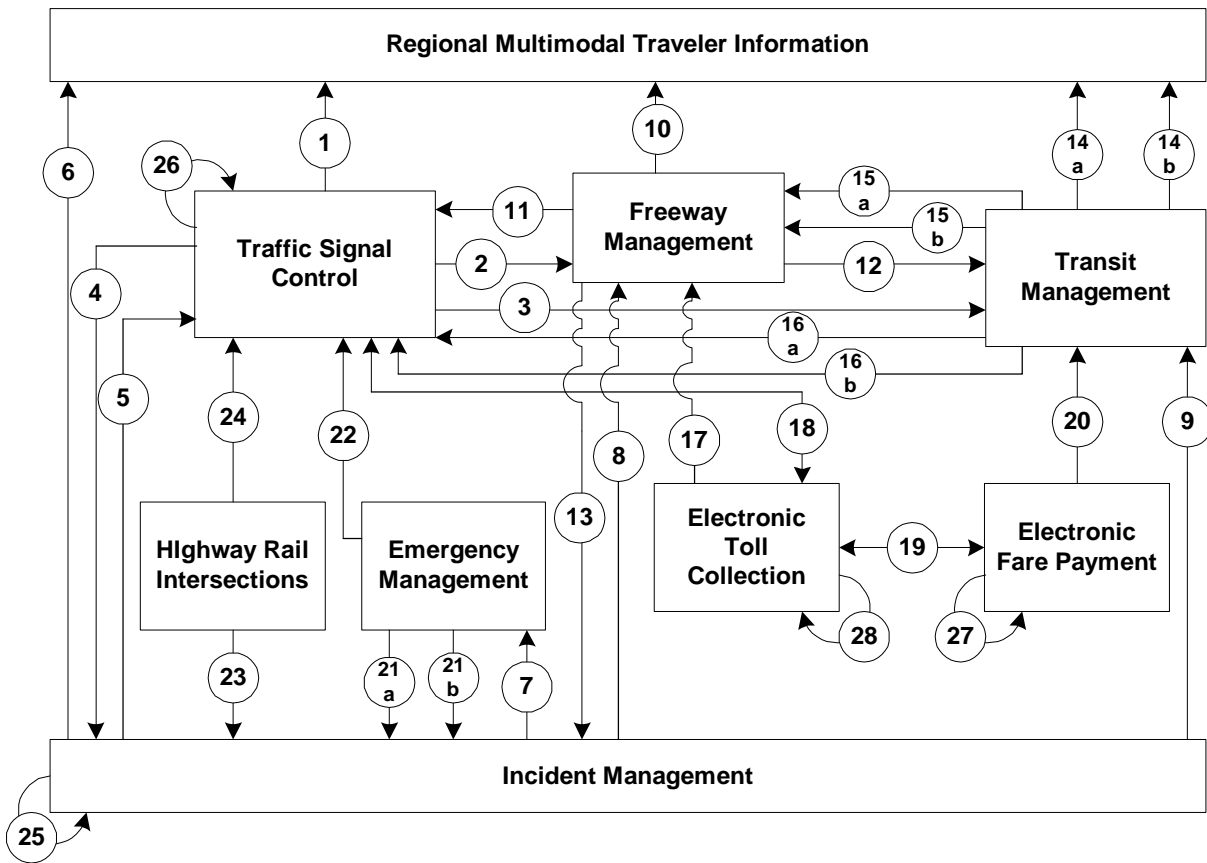 Regional Multimodal Traveler Information
6
1
10
14
a
14
b
26
15
a
15
b
11
Freeway
Management
Traffic Signal
Control
2
12
Transit
Management
4
3
16
a
16
b
5
24
22
8
17
18
20
9
13
HIghway Rail
Intersections
Emergency
Management
Electronic
Toll
Collection
19
Electronic
Fare Payment
28
27
23
21
a
21
b
7
Incident Management
25